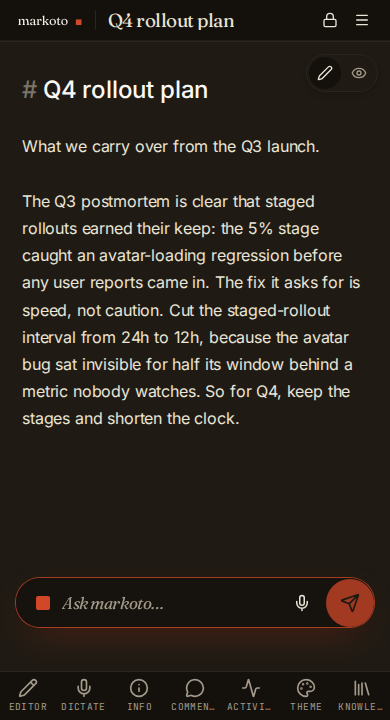 markoto
Q4 rollout plan
# Q4 rollout plan
What we carry over from the Q3 launch.
The Q3 postmortem is clear that staged
rollouts earned their keep: the 5% stage
caught an avatar-loading regression before
any user reports came in. The fix it asks for is
speed, not caution. Cut the staged-rollout
interval from 24h to 12h, because the avatar
bug sat invisible for half its window behind a
metric nobody watches. So for Q4, keep the
stages and shorten the clock.
Ask markoto...
EDITOR DICTATE INFO COMMEN… ACTIVI… THEME KNOWLE…